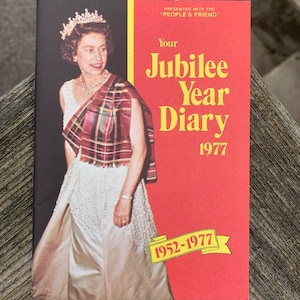 PRESENTED WITH THE
"PEOPLE'S FRIEND"
Your
Jubilee
Year
Diary
1977
1952-1977